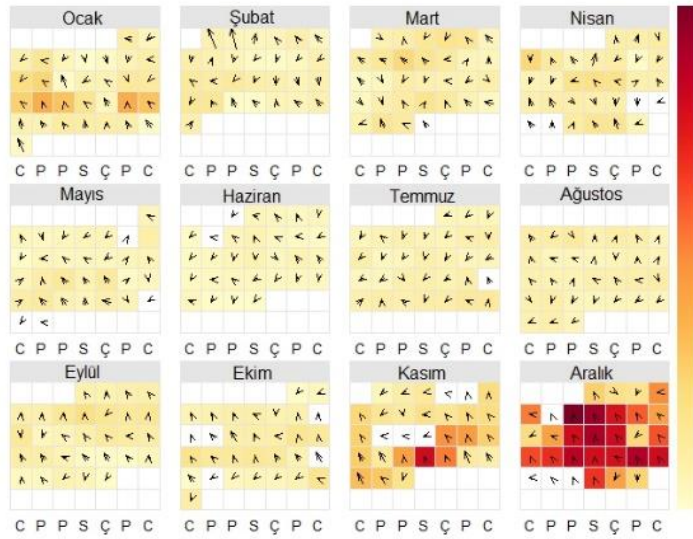 Ocak Şubat Mart Nisan
C P P S Ç P C C P P S Ç P C C P P S Ç P C C P P S Ç P C
Mayıs Haziran Temmuz Ağustos
C P P S Ç P C C P P S Ç P C C P P S Ç P C C P P S Ç P C
Eylül Ekim Kasım Aralık
C P P S Ç P C C P P S Ç P C C P P S Ç P C C P P S Ç P C